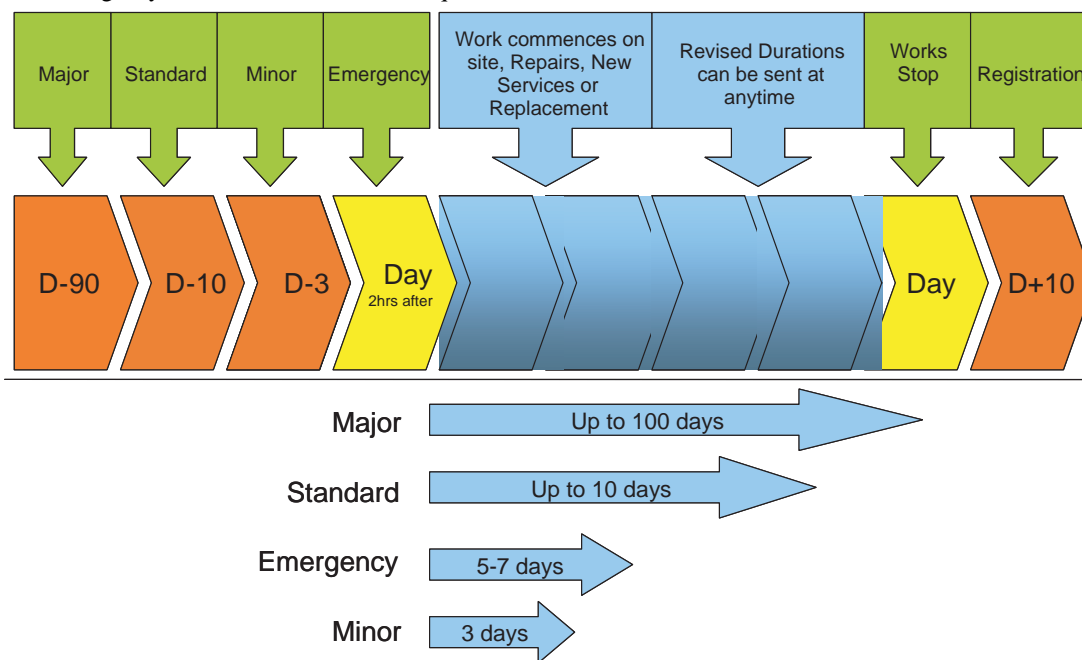 Major
Standard
Minor
Emergency
Work commences on
site, Repairs, New
Services or
Replacement
Revised Durations
can be sent at
anytime
Works
Stop
Registration
D-90
D-10
D-3
Day
2hrs after
Day
D+10
Major
Up to 100 days
Standard
Up to 10 days
Emergency
5-7 days
Minor
3 days